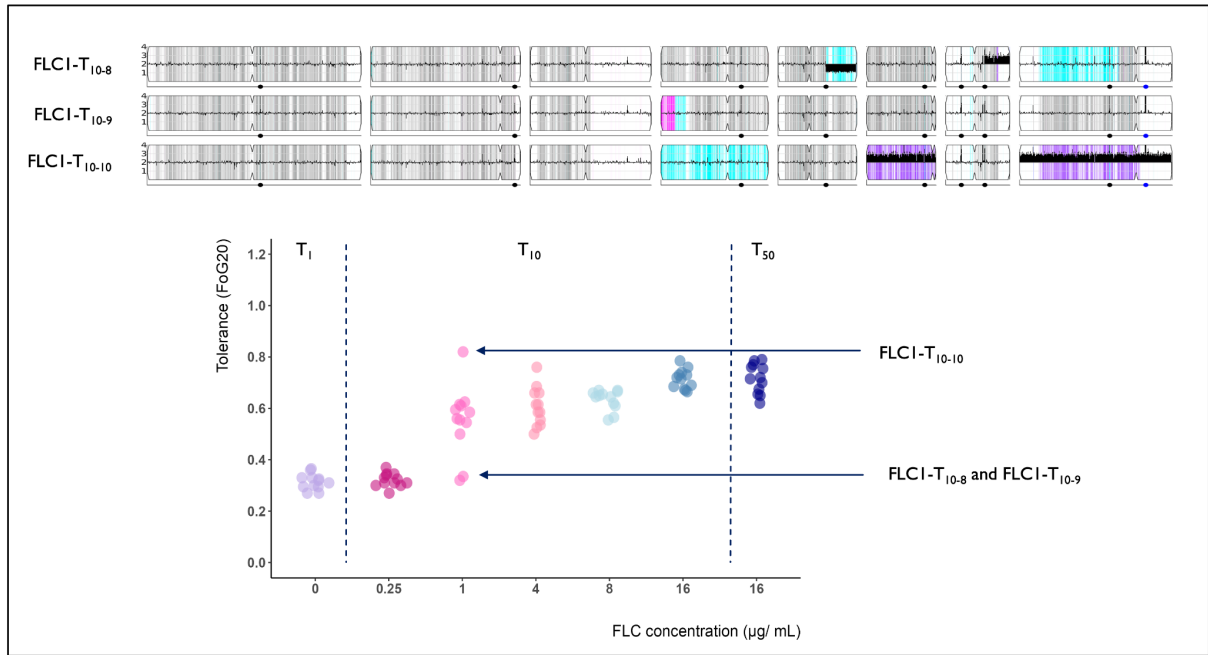 4
3
2
1
FLC1-T10-8
4
3
2
1
FLC1-T10-9
4
3
2
1
FLC1-T10-10
T1
T10
T50
Tolerance (FoG20)
1.2
1.0
0.8
0.6
0.4
0.2
0.0
FLC1-T10-10
FLC1-T10-8 and FLC1-T10-9
0 0.25 1 4 8 16 16
FLC concentration (µg/ mL)